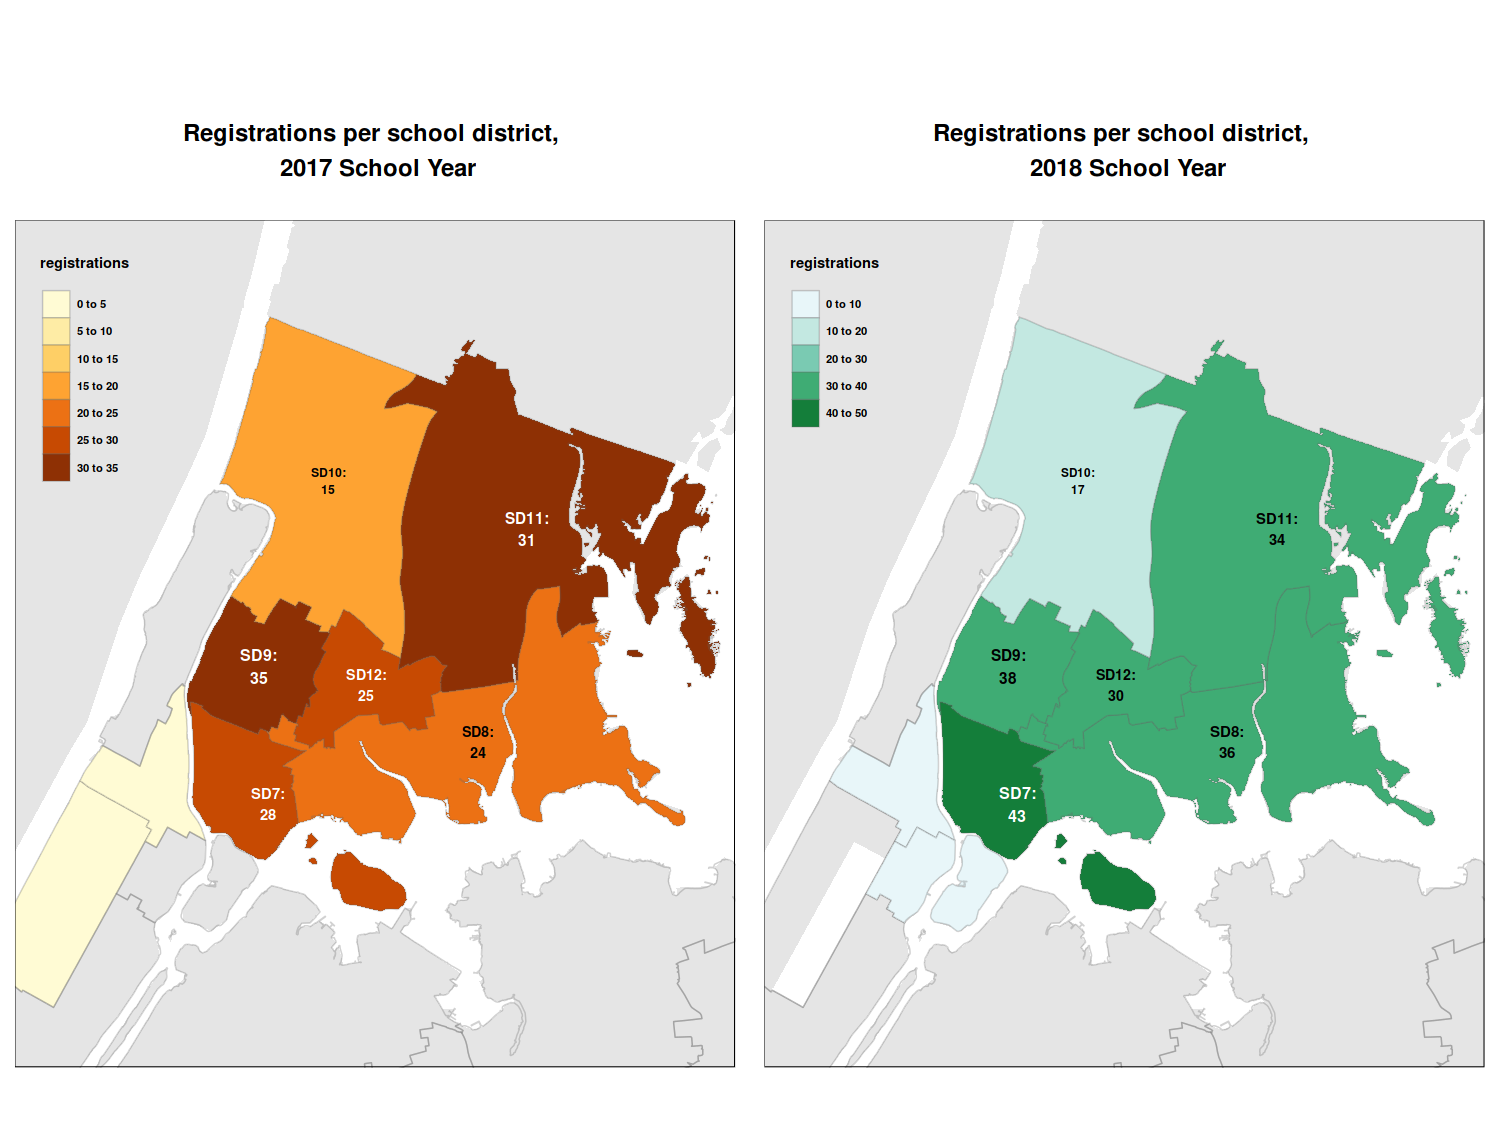 Registrations per school district,
2017 School Year
registrations
0 to 5
5 to 10
10 to 15
15 to 20
20 to 25
25 to 30
30 to 35
SD10:
15
SD11:
31
SD9:
35
SD12:
25
SD8:
24
SD7:
28
Registrations per school district,
2018 School Year
registrations
0 to 10
10 to 20
20 to 30
30 to 40
40 to 50
SD10:
17
SD11:
34
SD9:
38
SD12:
30
SD8:
36
SD7:
43